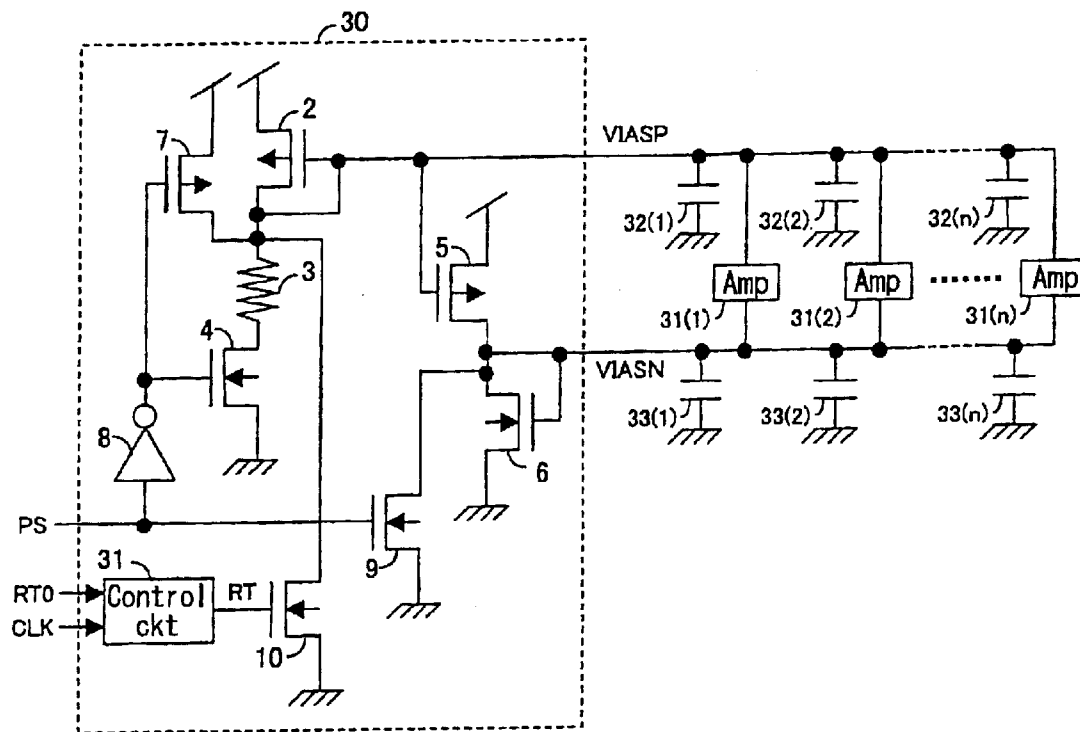 30
2
7
VIASP
32(1)
32(2)
32(n)
5
3
Amp
Amp
.......
Amp
31(1)
31(2)
31(n)
4
VIASN
33(1)
33(2)
33(n)
8
6
PS
9
31
RT0
Control
RT
CLK
ckt
10